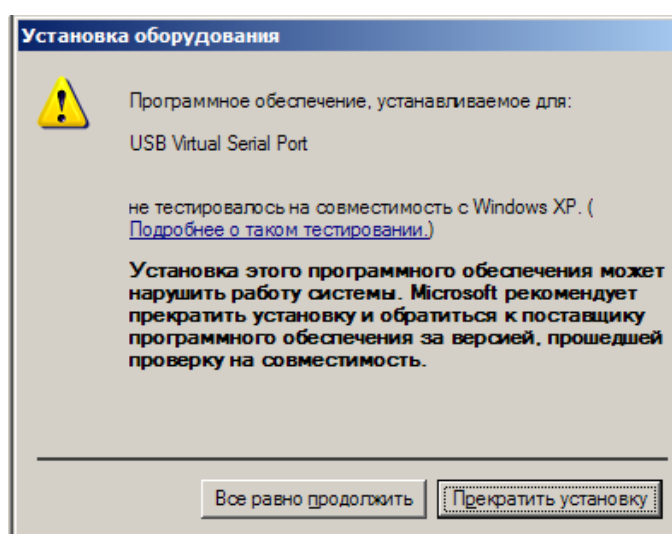 Установка оборудования
Программное обеспечение, устанавливаемое для:
USB Virtual Serial Port
не тестировалось на совместимость с Windows XP. (
Подробнее о таком тестировании.)
Установка этого программного обеспечения может
нарушить работу системы. Microsoft рекомендует
прекратить установку и обратиться к поставщику
программного обеспечения за версией, прошедшей
проверку на совместимость.
Все равно продолжить
Прекратить установку